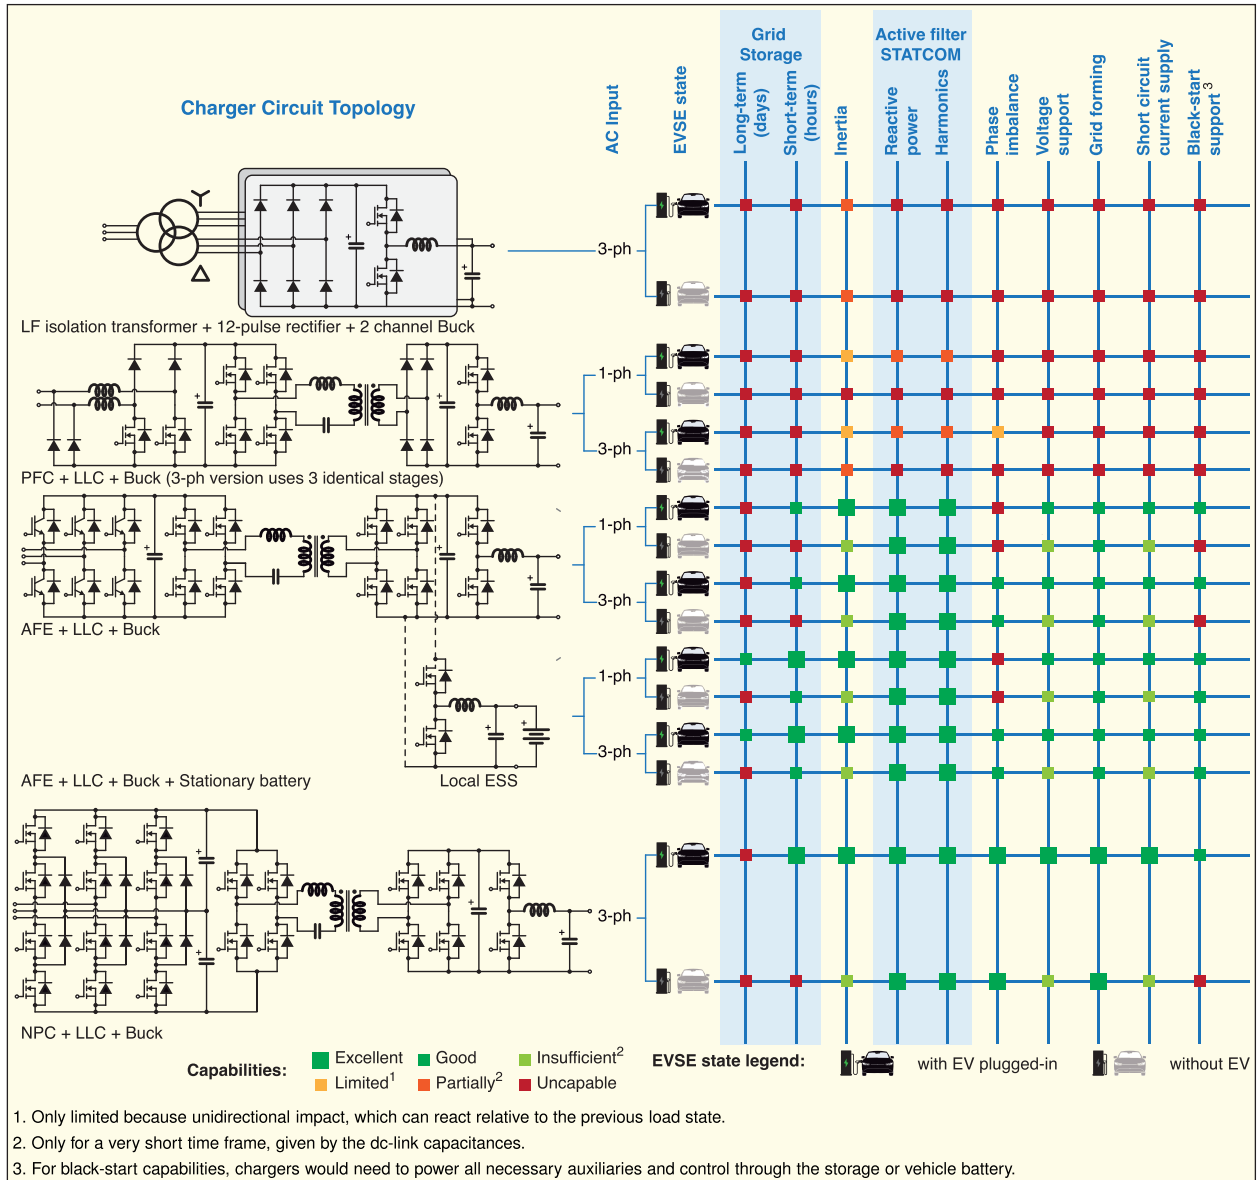 Grid
Storage
Active filter
STATCOM
Charger Circuit Topology
AC Input
EVSE state
Long-term
(days)
Short-term
(hours)
Inertia
Reactive
power
Harmonics
Phase
imbalance
Voltage
support
Grid forming
Short circuit
current supply
Black-start
support3
3-ph
LF isolation transformer + 12-pulse rectifier + 2 channel Buck
1-ph
3-ph
PFC + LLC + Buck (3-ph version uses 3 identical stages)
1-ph
3-ph
AFE + LLC + Buck
1-ph
3-ph
AFE + LLC + Buck + Stationary battery
Local ESS
3-ph
NPC + LLC + Buck
Capabilities:
Excellent
Good
Insufficient2
Limited1
Partially2
Uncapable
EVSE state legend:
with EV plugged-in
without EV
1. Only limited because unidirectional impact, which can react relative to the previous load state.
2. Only for a very short time frame, given by the dc-link capacitances.
3. For black-start capabilities, chargers would need to power all necessary auxiliaries and control through the storage or vehicle battery.